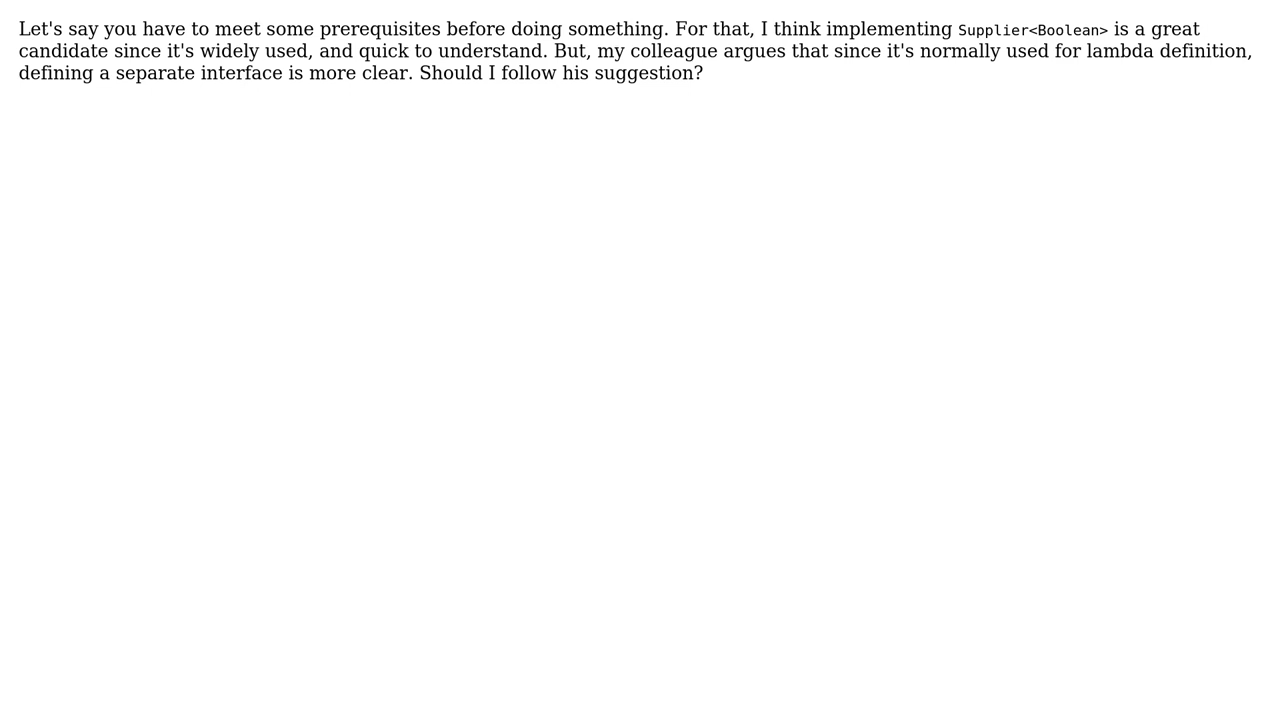 Let's say you have to meet some prerequisites before doing something. For that, I think implementing Supplier<Boolean> is a great
candidate since it's widely used, and quick to understand. But, my colleague argues that since it's normally used for lambda definition,
defining a separate interface is more clear. Should I follow his suggestion?